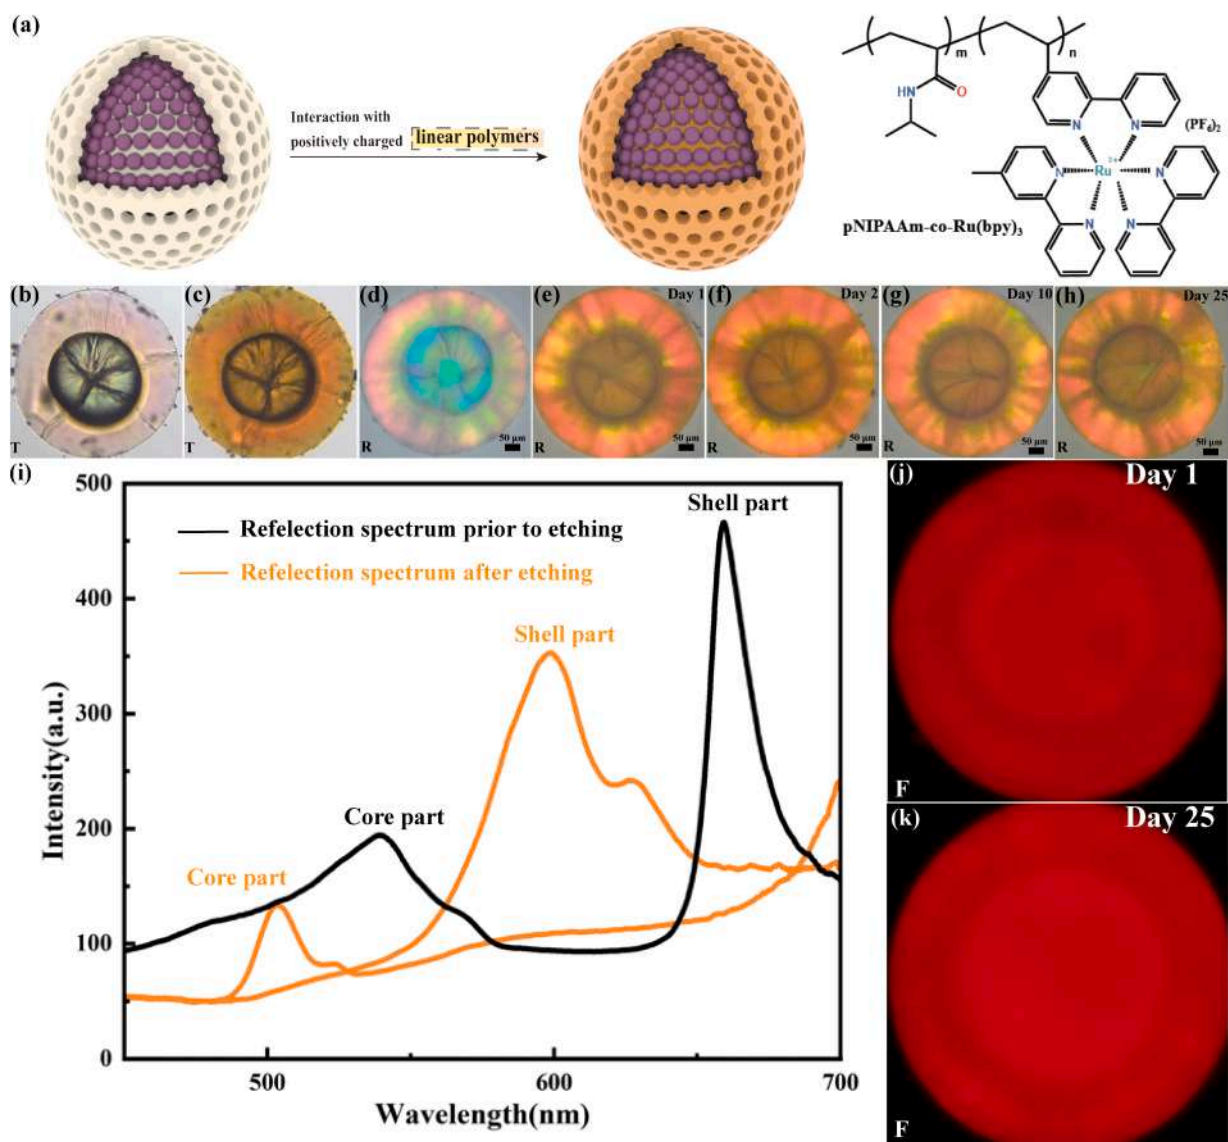 (a)
Interaction with
positively charged linear polymers
m
n
HN
O
N
N
(PF₆)₂
N
2+
Ru
N
N
N
pNIPAAm-co-Ru(bpy)₃
(b)
T
(c)
T
(d)
R
50 μm
(e)
Day 1
R
50 μm
(f)
Day 2
R
50 μm
(g)
Day 10
R
50 μm
(h)
Day 25
R
50 μm
(i)
500
400
300
200
100
0
Intensity(a.u.)
Refelection spectrum prior to etching
Refelection spectrum after etching
Shell part
Shell part
Core part
Core part
500
600
700
Wavelength(nm)
(j)
Day 1
F
(k)
Day 25
F